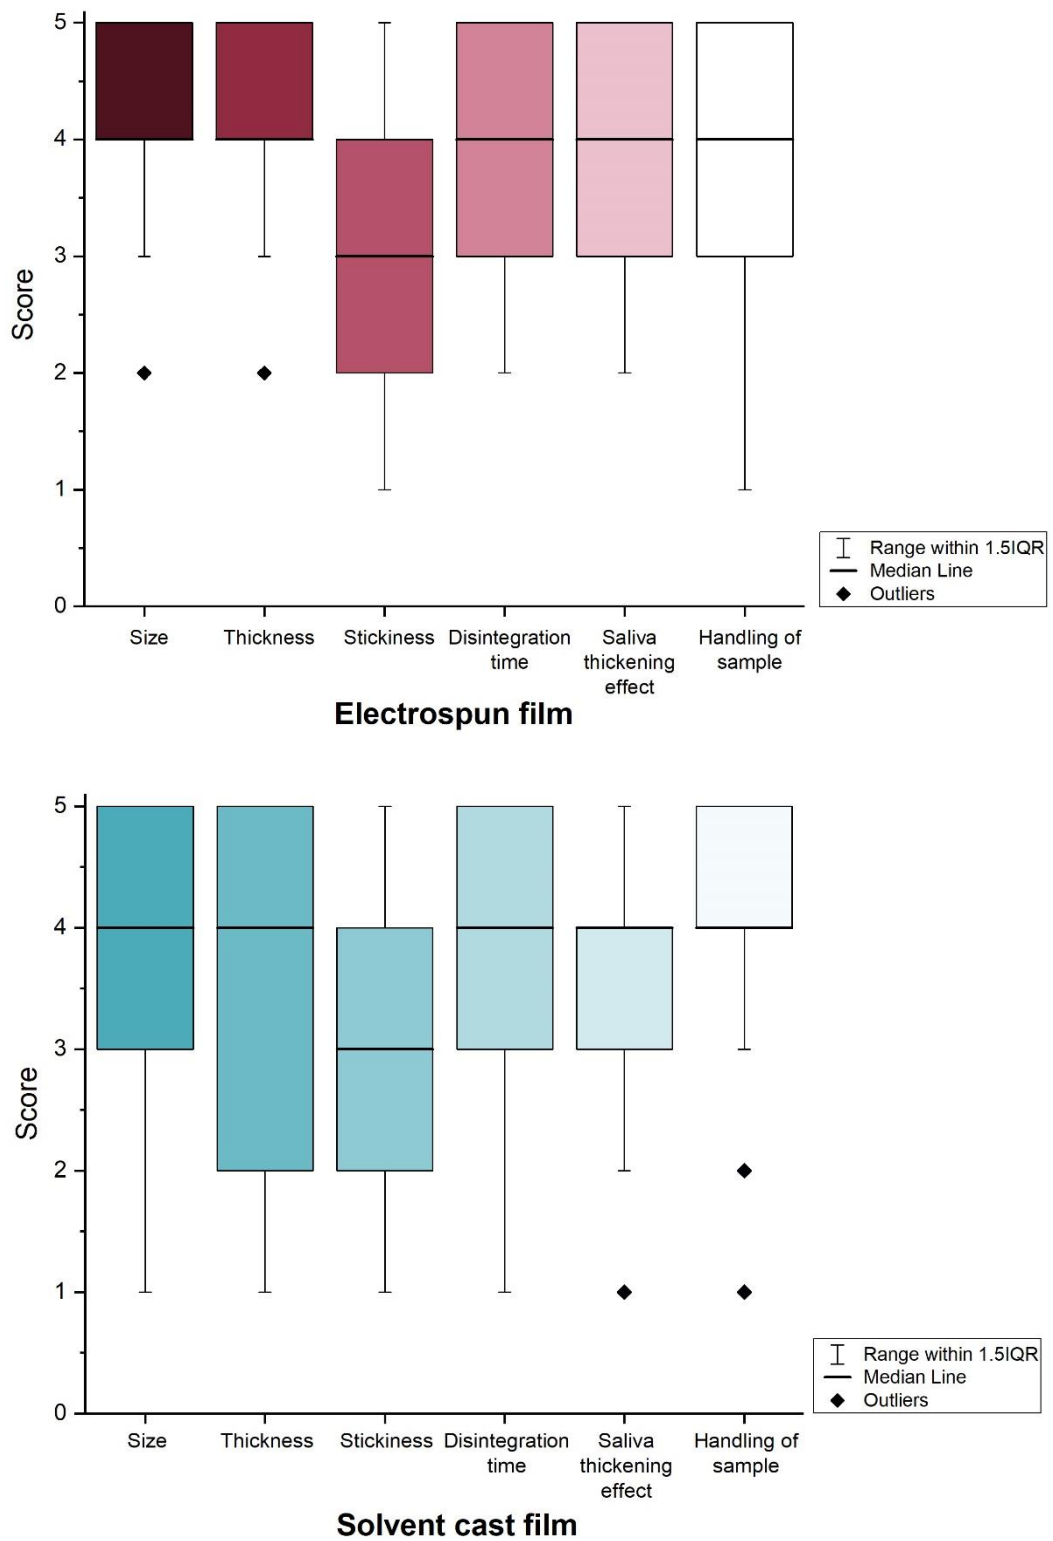 5
4
3
2
1
0
Score
Size
Thickness
Stickiness
Disintegration
time
Saliva
thickening
effect
Handling of
sample
Range within 1.5IQR
Median Line
Outliers
Electrospun film
5
4
3
2
1
0
Score
Size
Thickness
Stickiness
Disintegration
time
Saliva
thickening
effect
Handling of
sample
Range within 1.5IQR
Median Line
Outliers
Solvent cast film